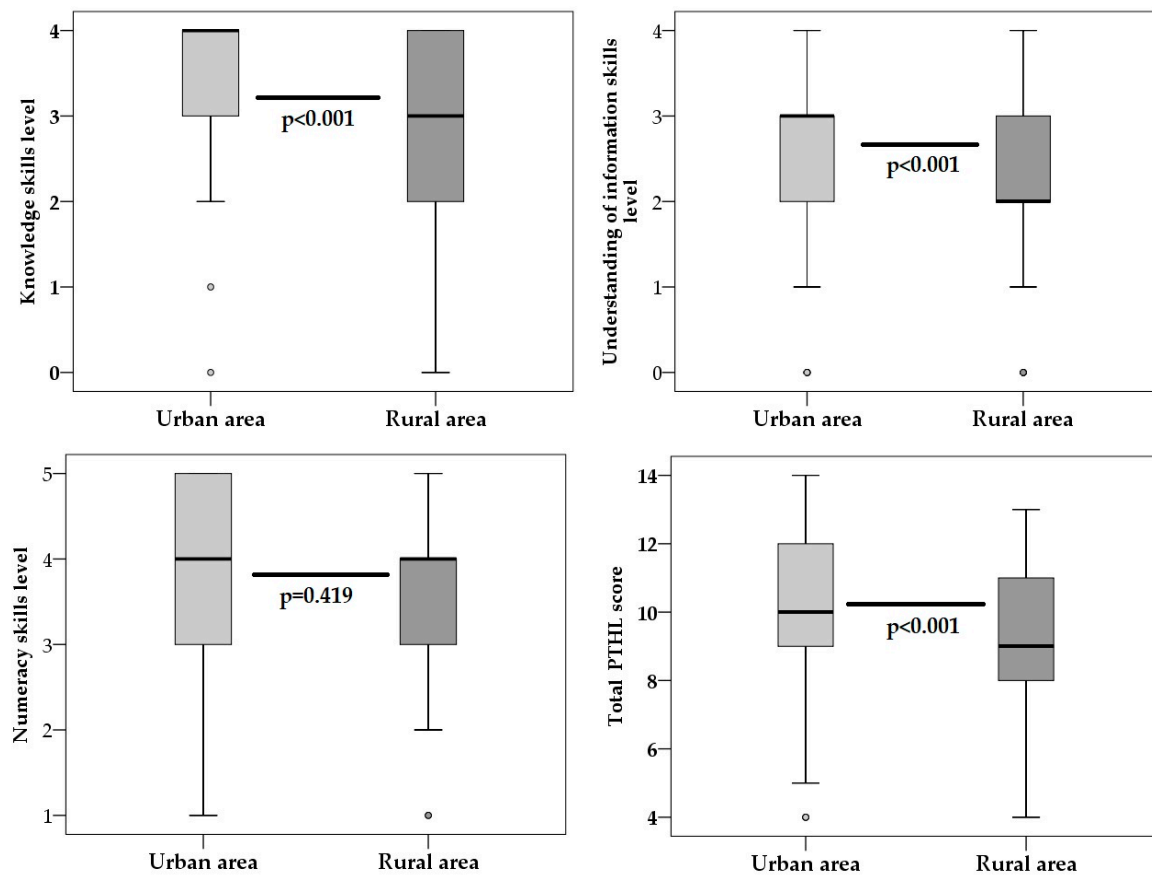 Knowledge skills level
4
3
2
1
0
p<0.001
Urban area
Rural area
Understanding of information skills
level
4
3
2
1
0
p<0.001
Urban area
Rural area
Numeracy skills level
5
4
3
2
1
p=0.419
Urban area
Rural area
Total PTHL score
14
12
10
8
6
4
p<0.001
Urban area
Rural area